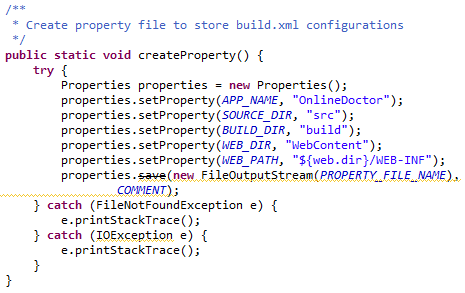 /**
 * Create property file to store build.xml configurations
 */
public static void createProperty() {
    try {
        Properties properties = new Properties();
        properties.setProperty(APP_NAME, "OnlineDoctor");
        properties.setProperty(SOURCE_DIR, "src");
        properties.setProperty(BUILD_DIR, "build");
        properties.setProperty(WEB_DIR, "WebContent");
        properties.setProperty(WEB_PATH, "${web.dir}/WEB-INF");
        properties.save(new FileOutputStream(PROPERTY_FILE_NAME),
                COMMENT);
    } catch (FileNotFoundException e) {
        e.printStackTrace();
    } catch (IOException e) {
        e.printStackTrace();
    }
}